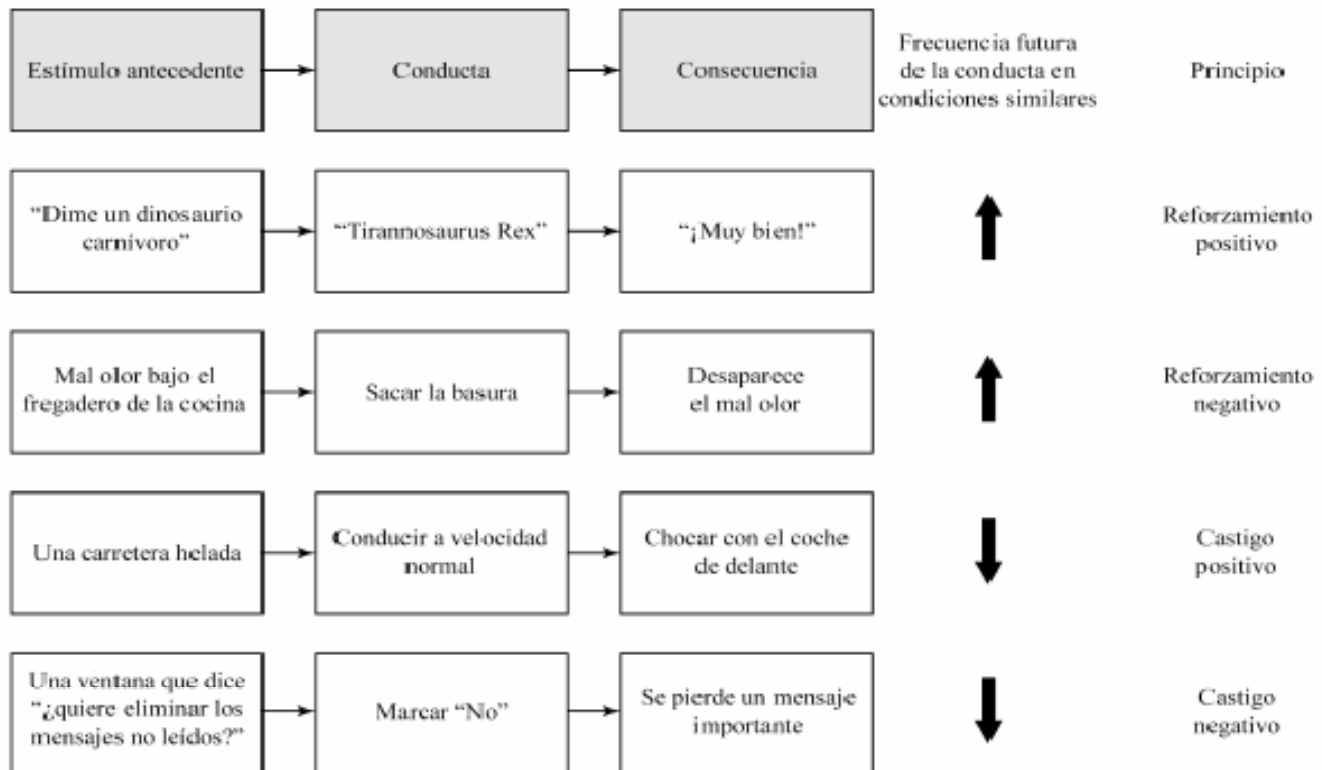 Estímulo antecedente
Conducta
Consecuencia
Frecuencia futura
de la conducta en
condiciones similares
Principio
“Dime un dinosaurio
carnívoro”
“Tirannosaurus Rex”
“¡Muy bien!”
Reforzamiento
positivo
Mal olor bajo el
fregadero de la cocina
Sacar la basura
Desaparece
el mal olor
Reforzamiento
negativo
Una carretera helada
Conducir a velocidad
normal
Chocar con el coche
de delante
Castigo
positivo
Una ventana que dice
“¿quiere eliminar los
mensajes no leídos?”
Marcar “No”
Se pierde un mensaje
importante
Castigo
negativo